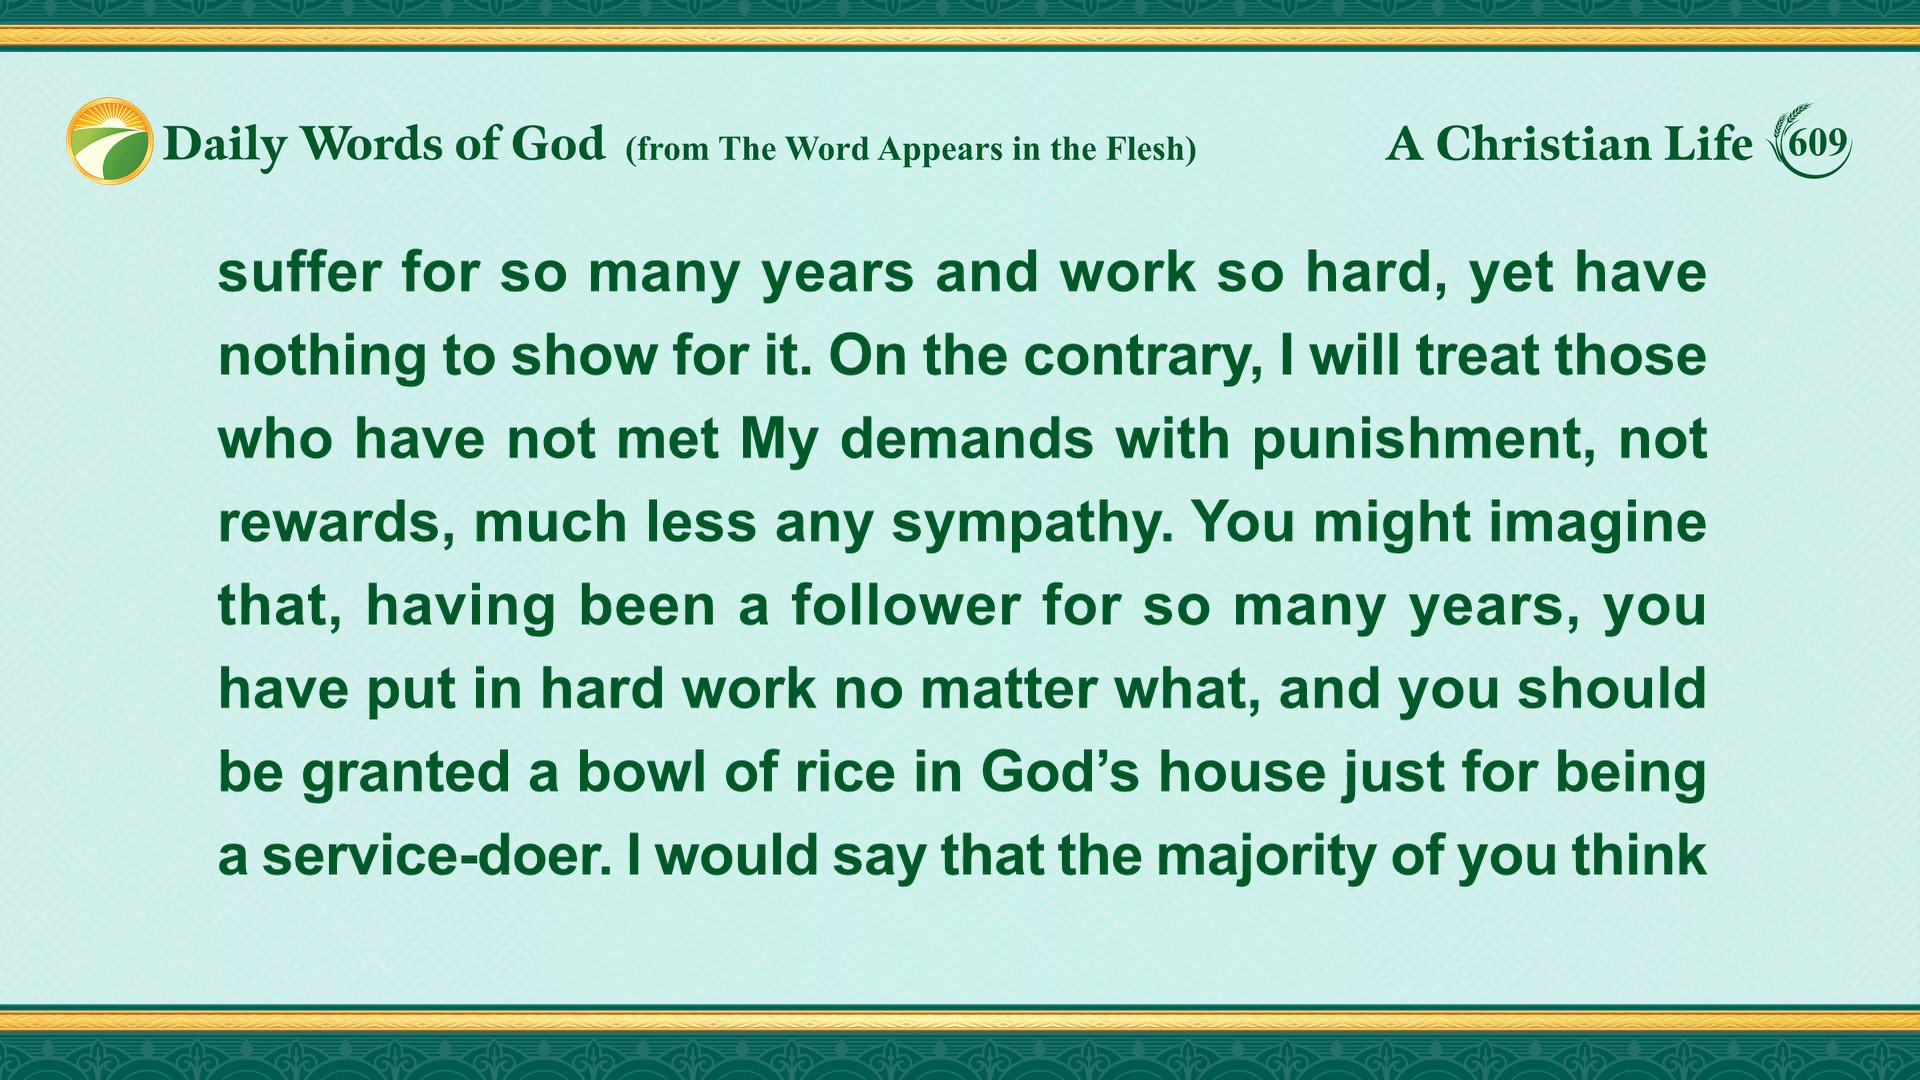 Daily Words of God (from The Word Appears in the Flesh)
A Christian Life 609
suffer for so many years and work so hard, yet have
nothing to show for it. On the contrary, I will treat those
who have not met My demands with punishment, not
rewards, much less any sympathy. You might imagine
that, having been a follower for so many years, you
have put in hard work no matter what, and you should
be granted a bowl of rice in God’s house just for being
a service-doer. I would say that the majority of you think